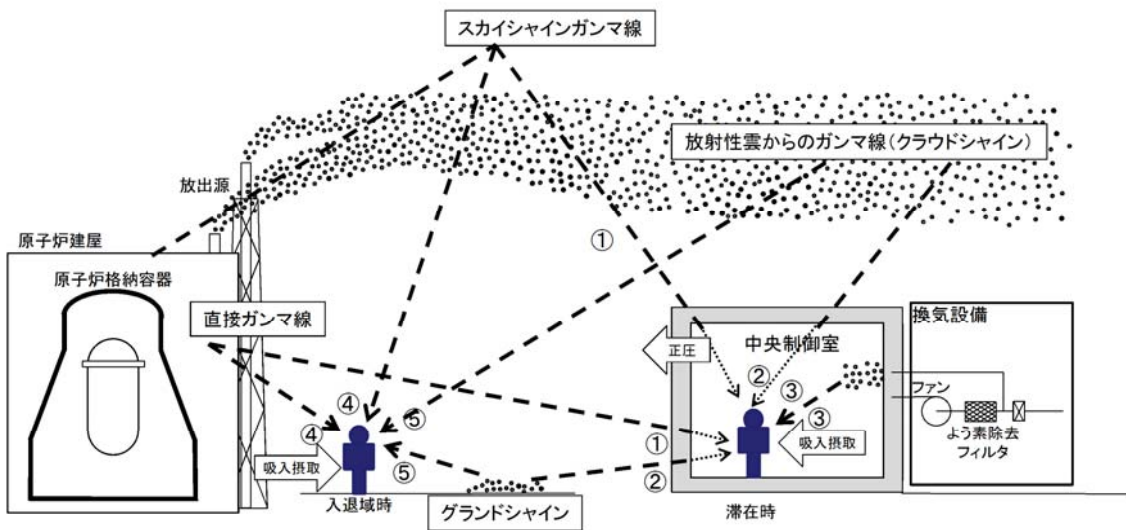 スカイシャインガンマ線
放射性雲からのガンマ線(クラウドシャイン)
放出源
①
原子炉建屋
原子炉格納容器
直接ガンマ線
換気設備
正圧
中央制御室
② ③
ファン
④ ⑤
③
④
①
吸入摂取
よう素除去
フィルタ
吸入摂取
⑤
②
入退域時
グランドシャイン
滞在時